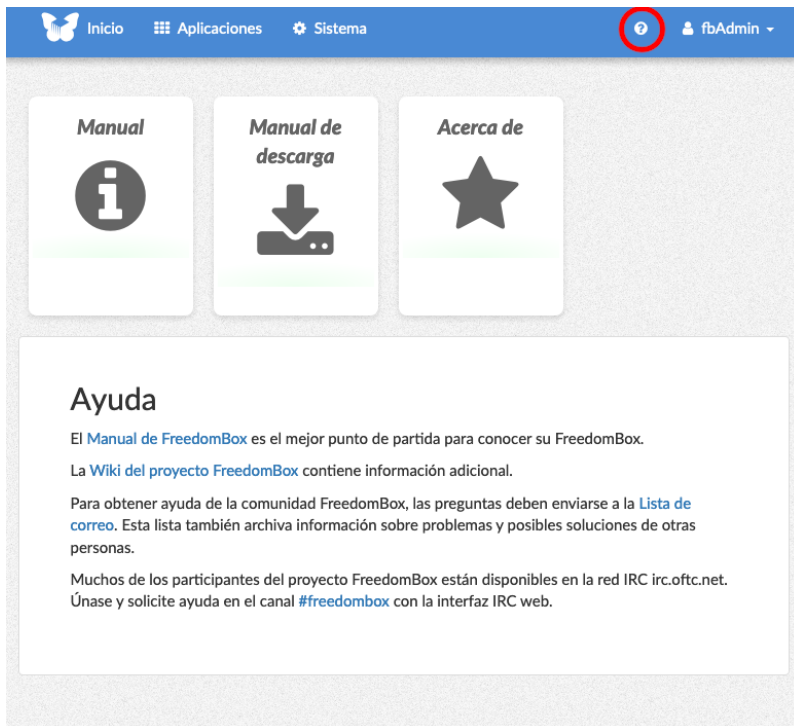 Inicio Aplicaciones Sistema fbAdmin
Manual
Manual de
descarga
Acerca de
Ayuda
El Manual de FreedomBox es el mejor punto de partida para conocer su FreedomBox.
La Wiki del proyecto FreedomBox contiene información adicional.
Para obtener ayuda de la comunidad FreedomBox, las preguntas deben enviarse a la Lista de
correo. Esta lista también archiva información sobre problemas y posibles soluciones de otras
personas.
Muchos de los participantes del proyecto FreedomBox están disponibles en la red IRC irc.oftc.net.
Únase y solicite ayuda en el canal #freedombox con la interfaz IRC web.